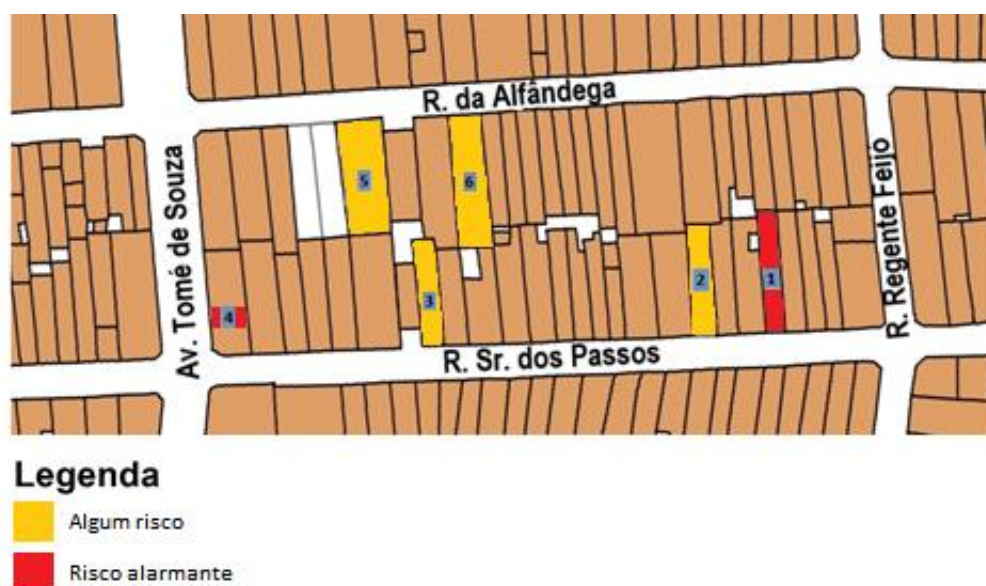 R. da Alfândega
Av. Tomé de Souza
R. Regente Feijo
5
6
4
3
2
1
R. Sr. dos Passos
Legenda
Algum risco
Risco alarmante